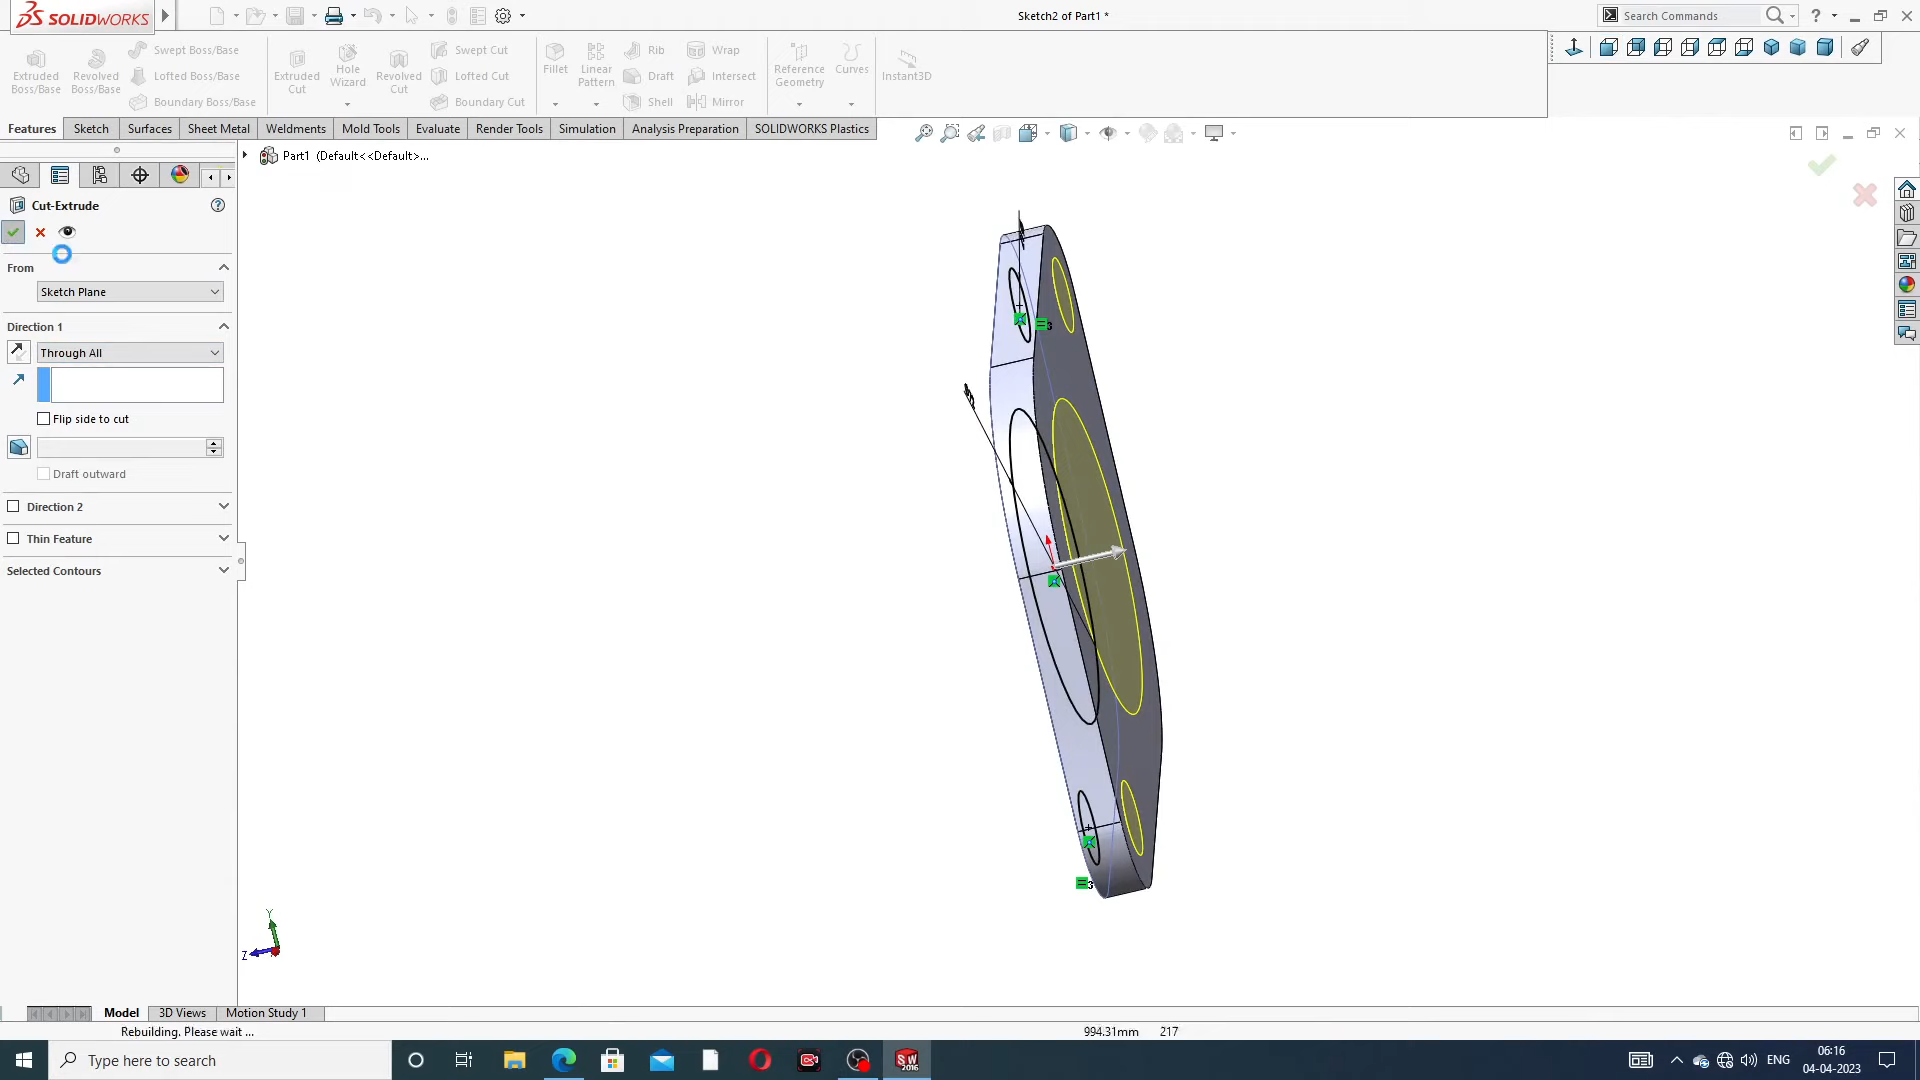 SOLIDWORKS
Sketch2 of Part1 *
Search Commands
Extruded Boss/Base
Revolved Boss/Base
Swept Boss/Base
Lofted Boss/Base
Boundary Boss/Base
Extruded Cut
Hole Wizard
Revolved Cut
Swept Cut
Lofted Cut
Boundary Cut
Fillet
Linear Pattern
Rib
Draft
Shell
Wrap
Intersect
Mirror
Reference Geometry
Curves
Instant3D
Features
Sketch
Surfaces
Sheet Metal
Weldments
Mold Tools
Evaluate
Render Tools
Simulation
Analysis Preparation
SOLIDWORKS Plastics
Part1 (Default<<Default>...
Cut-Extrude
From
Sketch Plane
Direction 1
Through All
Flip side to cut
Draft outward
Direction 2
Thin Feature
Selected Contours
3
3
Y
Z
Model
3D Views
Motion Study 1
Rebuilding. Please wait ...
994.31mm
217
Type here to search
SW
2016
ENG
06:16
04-04-2023